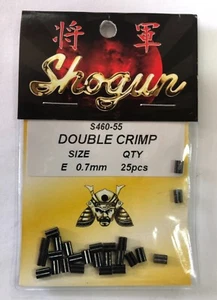 将軍
Shogun
S460-55
DOUBLE CRIMP
SIZE QTY
E 0.7mm 25pcs